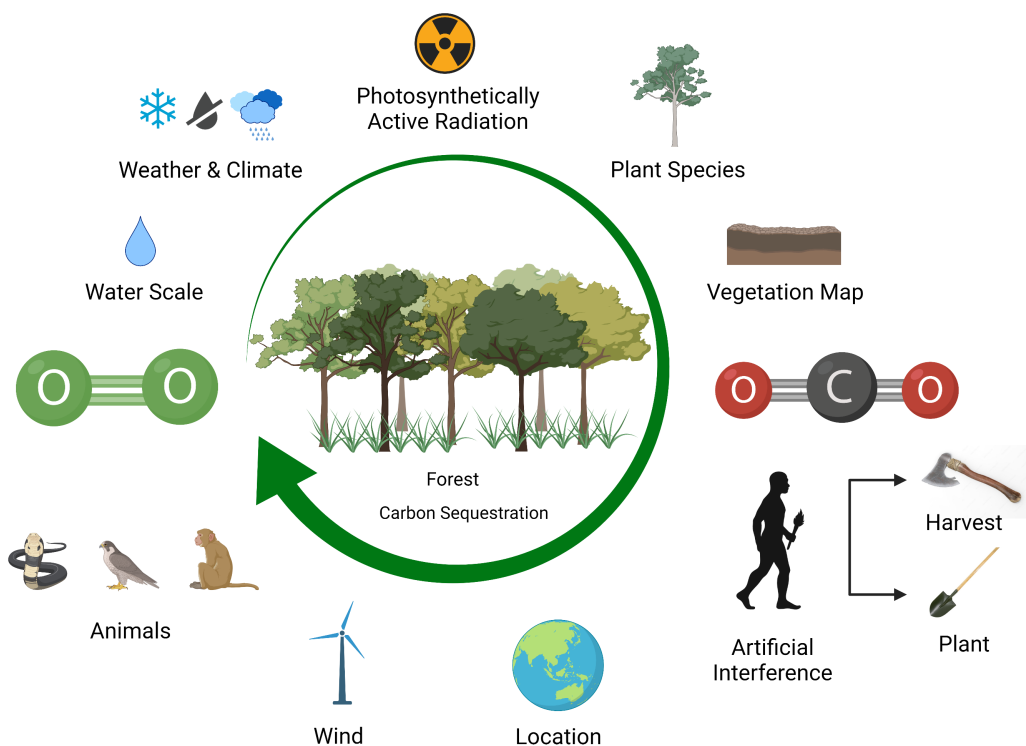 Photosynthetically
Active Radiation
Weather & Climate
Plant Species
Water Scale
Vegetation Map
O O
O C O
Forest
Carbon Sequestration
Harvest
Animals
Plant
Artificial
Interference
Wind
Location